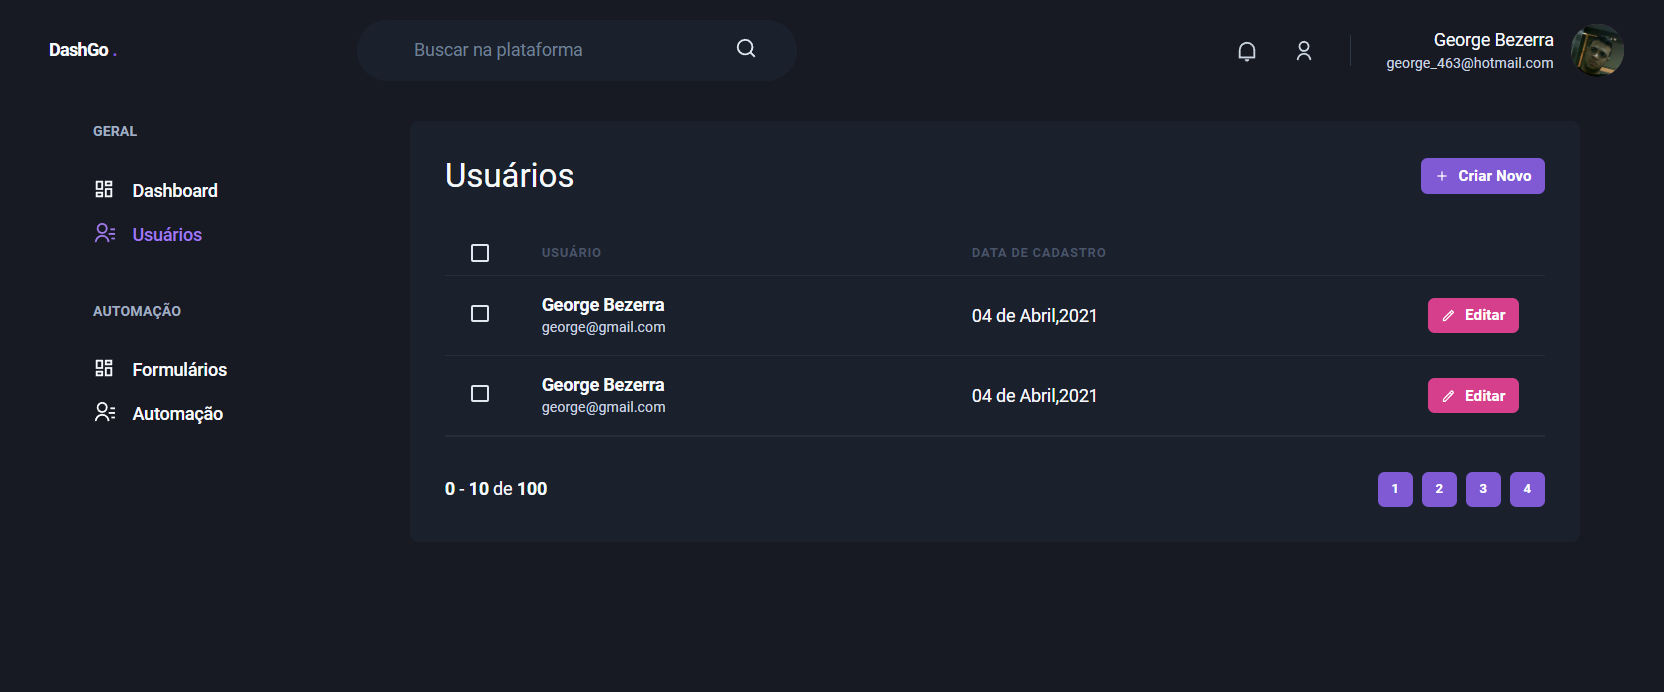 DashGo .
Buscar na plataforma
George Bezerra
george_463@hotmail.com
GERAL
Dashboard
Usuários
AUTOMAÇÃO
Formulários
Automação
Usuários
+ Criar Novo
USUÁRIO DATA DE CADASTRO
George Bezerra
george@gmail.com
04 de Abril,2021
Editar
George Bezerra
george@gmail.com
04 de Abril,2021
Editar
0 - 10 de 100
1 2 3 4